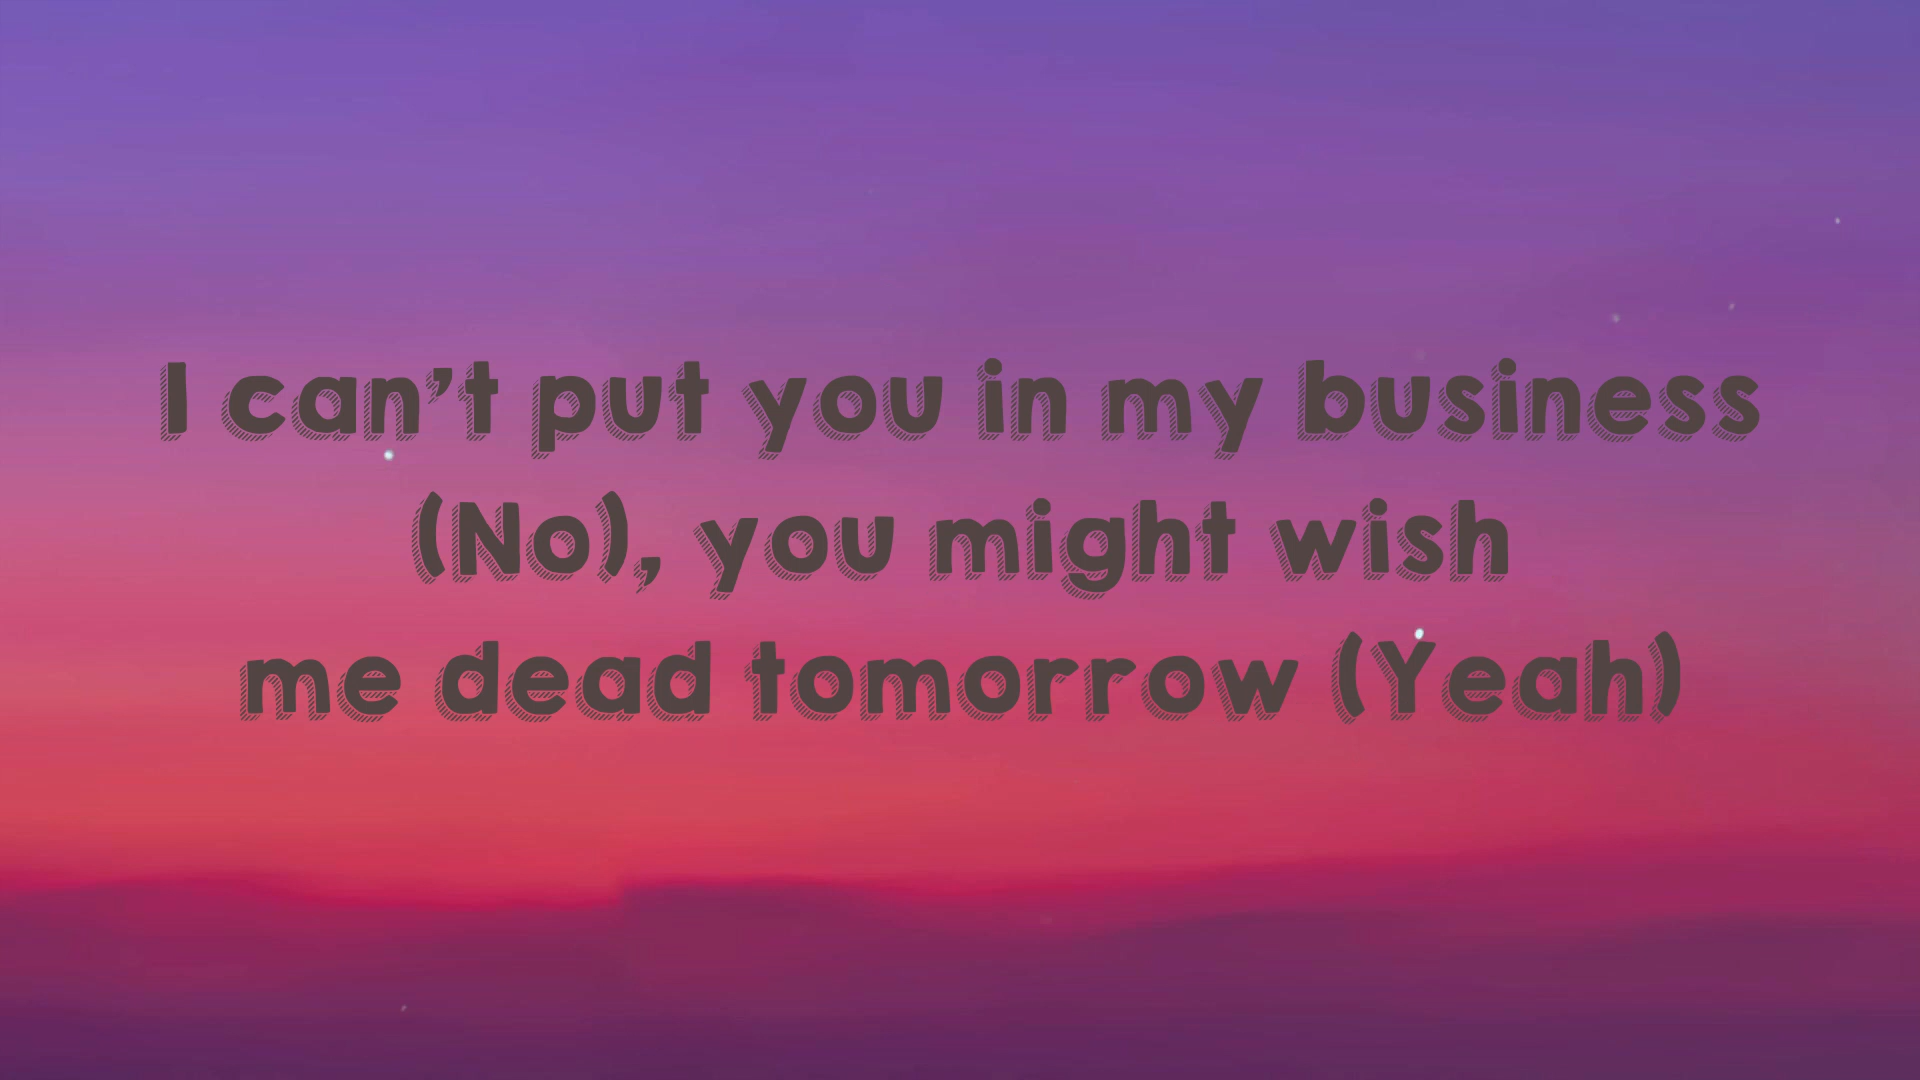 I can't put you in my business
(No), you might wish
me dead tomorrow (Yeah)